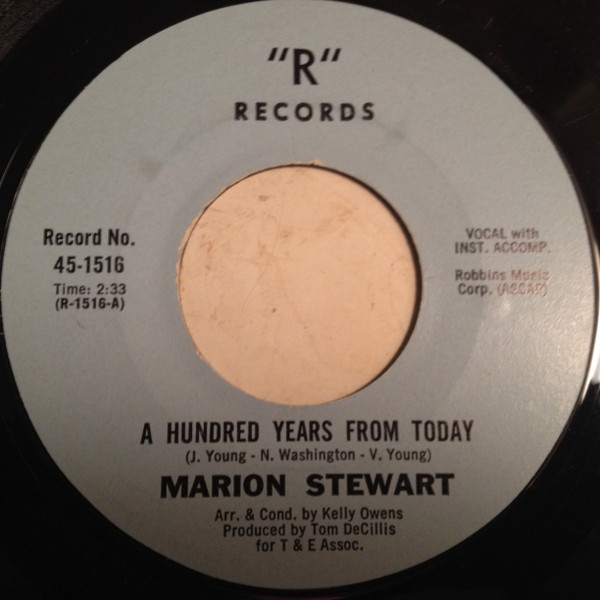 "R"
RECORDS
Record No.
45-1516
Time: 2:33
(R-1516-A)
VOCAL with
INST. ACCOMP.
Robbins Music
Corp. (ASCAP)
A HUNDRED YEARS FROM TODAY
(J. Young - N. Washington - V. Young)
MARION STEWART
Arr. & Cond. by Kelly Owens
Produced by Tom DeCillis
for T & E Assoc.